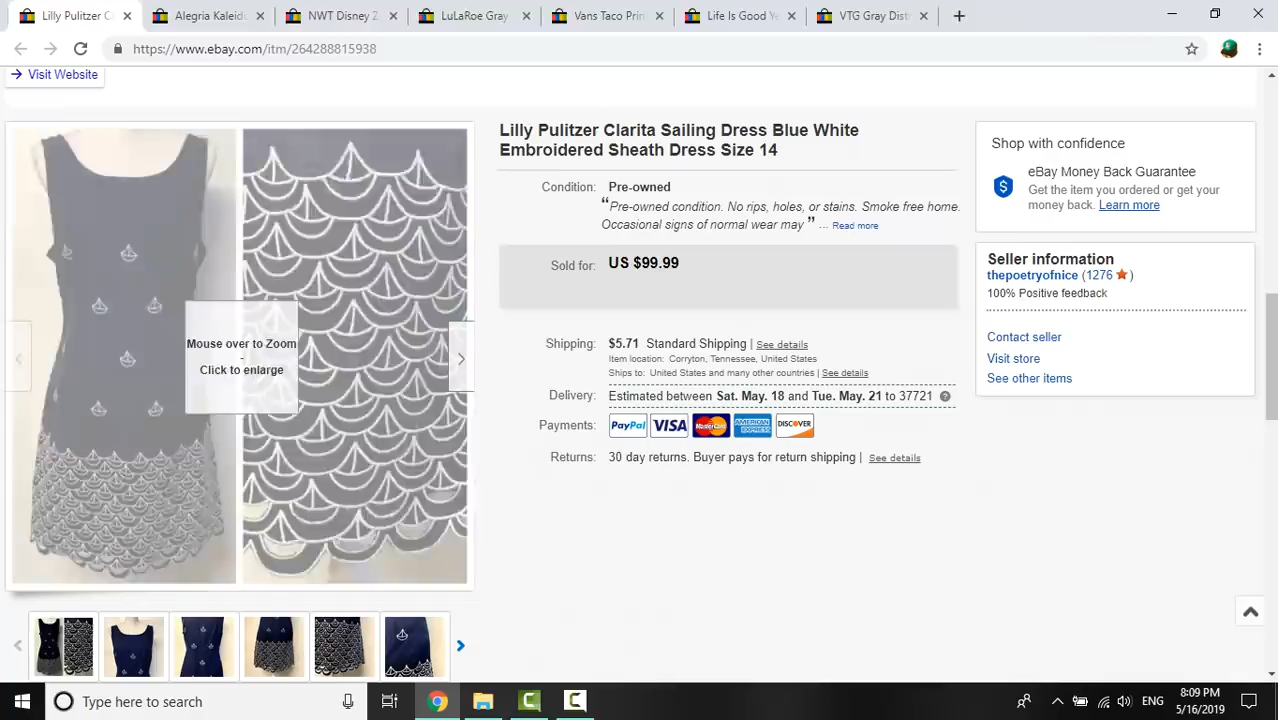 Lilly Pulitzer Cl
Alegria Kaleido
NWT Disney Z
LuLaRoe Gray
Vans Taco Prin
Life Is Good Ye
VTG Gray Dist
https://www.ebay.com/itm/264288815938
Visit Website
Lilly Pulitzer Clarita Sailing Dress Blue White
Embroidered Sheath Dress Size 14
Condition: Pre-owned
“Pre-owned condition. No rips, holes, or stains. Smoke free home.
Occasional signs of normal wear may ” ... Read more
Sold for: US $99.99
Shipping: $5.71 Standard Shipping | See details
Item location: Corryton, Tennessee, United States
Ships to: United States and many other countries | See details
Delivery: Estimated between Sat. May. 18 and Tue. May. 21 to 37721 ?
Payments: PayPal VISA MasterCard AMERICAN EXPRESS DISCOVER
Returns: 30 day returns. Buyer pays for return shipping | See details
Shop with confidence
eBay Money Back Guarantee
Get the item you ordered or get your
money back. Learn more
Seller information
thepoetryofnice (1276 ★ )
100% Positive feedback
Contact seller
Visit store
See other items
Mouse over to Zoom
-
Click to enlarge
Type here to search
ENG
8:09 PM
5/16/2019